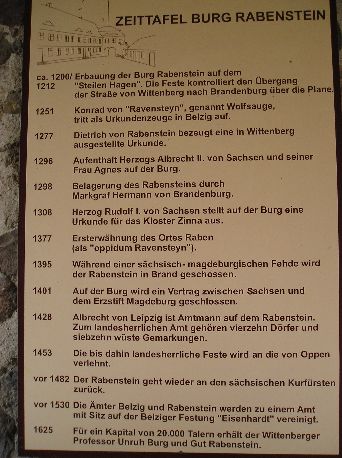 ZEITTAFEL BURG RABENSTEIN
ca. 1200/ Erbauung der Burg Rabenstein auf dem
1212 "Steilen Hagen". Die Feste kontrolliert den Übergang
der Straße von Wittenberg nach Brandenburg über die Plane.
1251 Konrad von "Ravensteyn", genannt Wolfsauge,
tritt als Urkundenzeuge in Belzig auf.
1277 Dietrich von Rabenstein bezeugt eine in Wittenberg
ausgestellte Urkunde.
1296 Aufenthalt Herzogs Albrecht II. von Sachsen und seiner
Frau Agnes auf der Burg.
1298 Belagerung des Rabensteins durch
Markgraf Hermann von Brandenburg.
1308 Herzog Rudolf I. von Sachsen stellt auf der Burg eine
Urkunde für das Kloster Zinna aus.
1377 Ersterwähnung des Ortes Raben
(als "oppidum Ravensteyn").
1395 Während einer sächsisch- magdeburgischen Fehde wird
der Rabenstein in Brand geschossen.
1401 Auf der Burg wird ein Vertrag zwischen Sachsen und
dem Erzstift Magdeburg geschlossen.
1428 Albrecht von Leipzig ist Amtmann auf dem Rabenstein.
Zum landesherrlichen Amt gehören vierzehn Dörfer und
siebzehn wüste Gemarkungen.
1453 Die bis dahin landesherrliche Feste wird an die von Oppen
verlehnt.
vor 1482 Der Rabenstein geht wieder an den sächsischen Kurfürsten
zurück.
vor 1530 Die Ämter Belzig und Rabenstein werden zu einem Amt
mit Sitz auf der Belziger Festung "Eisenhardt" vereinigt.
1625 Für ein Kapital von 20.000 Talern erhält der Wittenberger
Professor Unruh Burg und Gut Rabenstein.